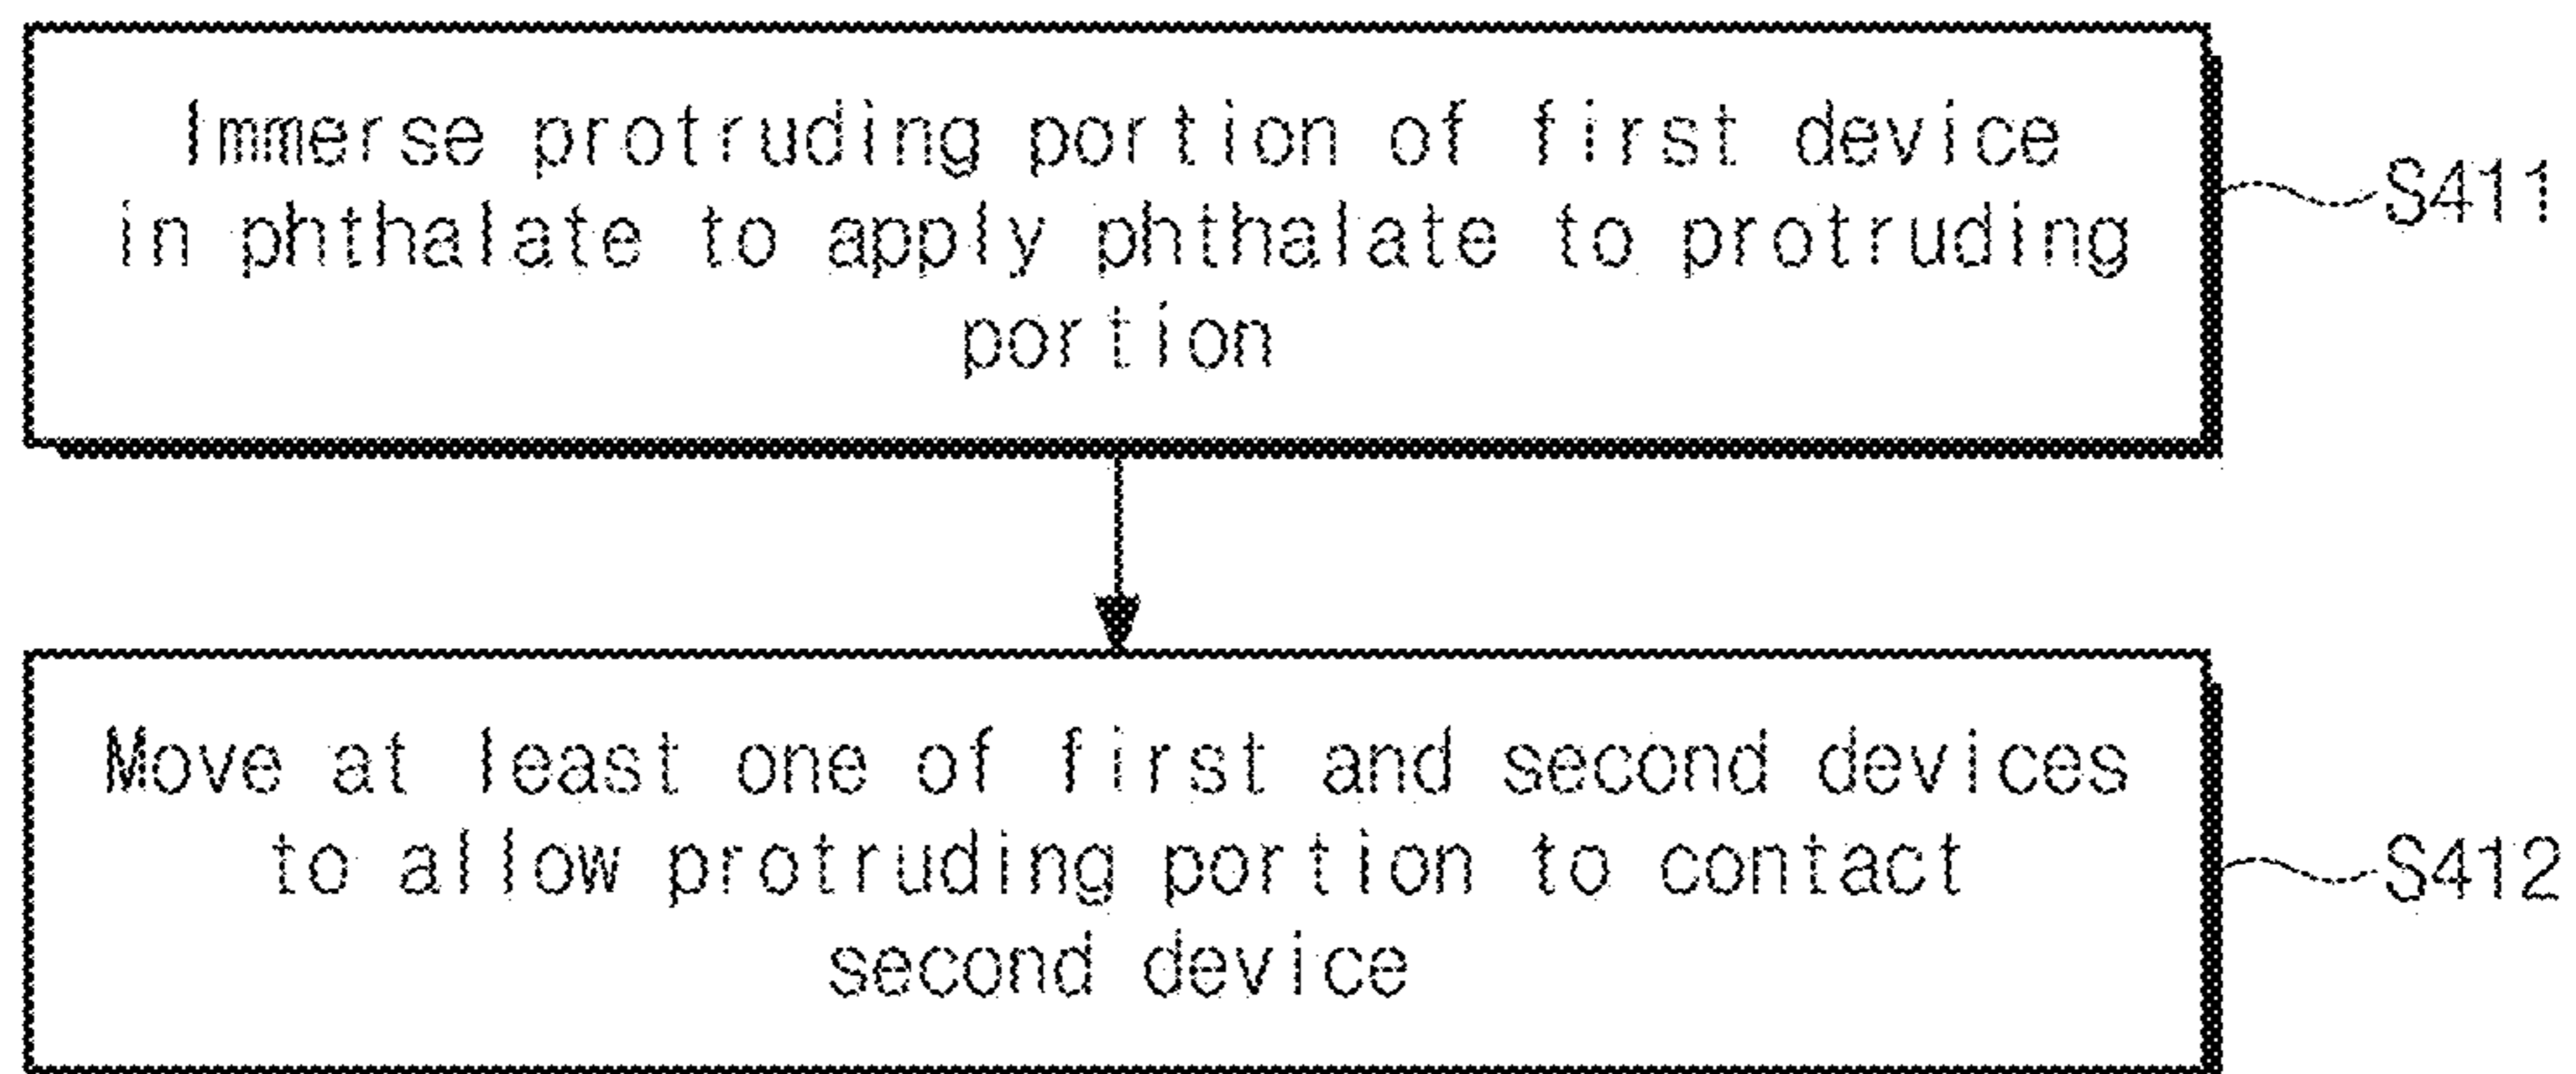 Immerse protruding portion of first device
in phthalate to apply phthalate to protruding
portion
S411
Move at least one of first and second devices
to allow protruding portion to contact
second device
S412